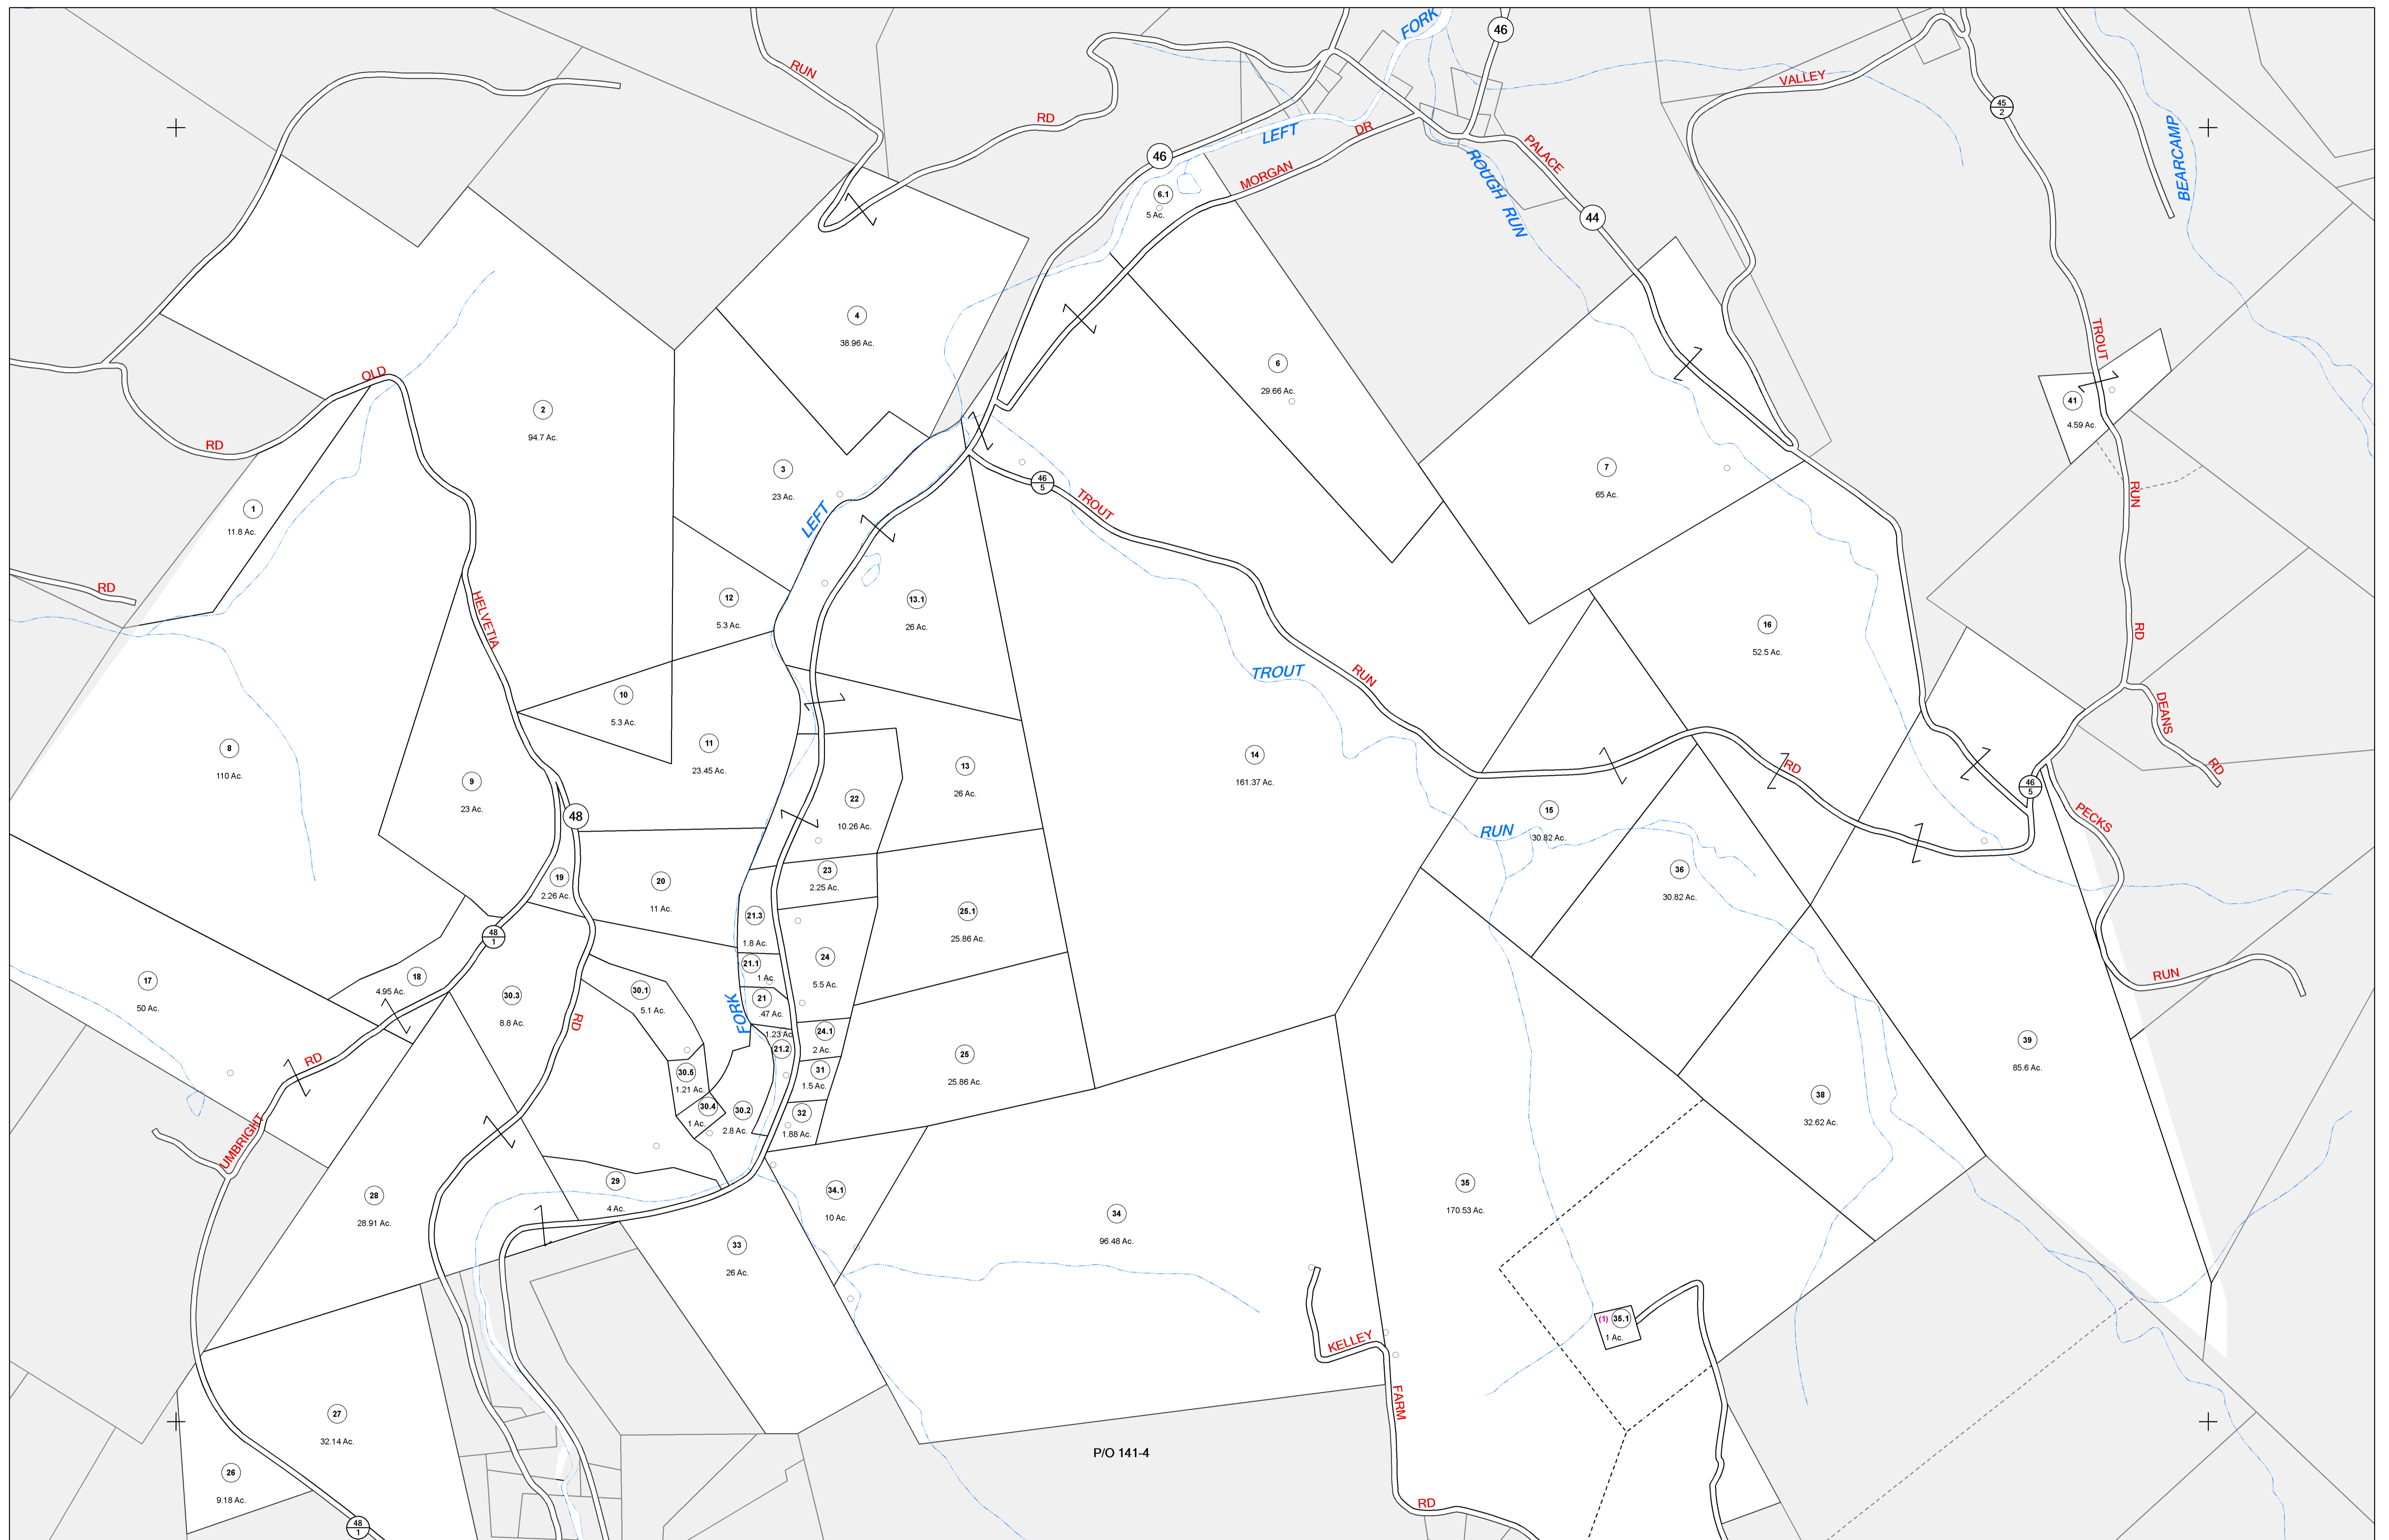 FORK
46
RUN
VALLEY
45
2
RD
LEFT
DR
46
PALACE
BEARCAMP
MORGAN
ROUGH RUN
6.1
5 Ac.
44
4
38.96 Ac.
TROUT
6
29.66 Ac.
OLD
2
94.7 Ac.
41
4.59 Ac.
RD
3
23 Ac.
7
65 Ac.
46
5
TROUT
RUN
1
11.8 Ac.
LEFT
RD
12
5.3 Ac.
13.1
26 Ac.
HELVETIA
16
52.5 Ac.
RD
TROUT
RUN
10
5.3 Ac.
DEANS
RD
8
110 Ac.
11
23.45 Ac.
13
26 Ac.
14
161.37 Ac.
RD
46
5
9
23 Ac.
22
10.26 Ac.
15
30.82 Ac.
PECKS
48
RUN
19
2.26 Ac.
20
11 Ac.
23
2.25 Ac.
36
30.82 Ac.
21.3
1.8 Ac.
25.1
25.86 Ac.
48
1
21.1
1 Ac.
24
5.5 Ac.
RUN
17
50 Ac.
18
4.95 Ac.
30.3
8.8 Ac.
30.1
5.1 Ac.
21
.47 Ac.
FORK
RD
1.23 Ac.
21.2
24.1
2 Ac.
39
85.6 Ac.
RD
30.5
1.21 Ac.
31
1.5 Ac.
25
25.86 Ac.
30.4
1 Ac.
30.2
2.8 Ac.
32
1.88 Ac.
38
32.62 Ac.
UMBRIGHT
28
28.91 Ac.
29
4 Ac.
34.1
10 Ac.
34
96.48 Ac.
35
170.53 Ac.
33
26 Ac.
(1) 35.1
1 Ac.
KELLEY
FARM
27
32.14 Ac.
P/O 141-4
26
9.18 Ac.
RD
48
1